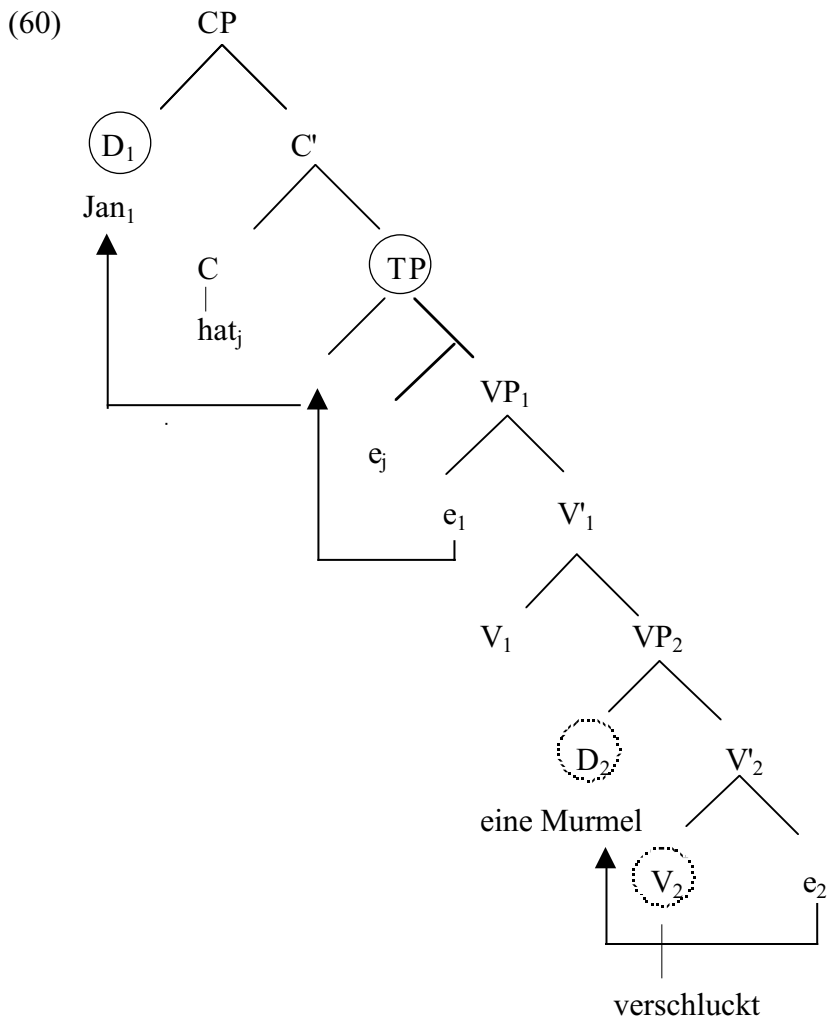 (60) CP
D₁ C'
Jan₁
C TP
hatⱼ
VP₁
eⱼ
e₁ V'₁
V₁ VP₂
D₂ V'₂
eine Murmel
V₂ e₂
verschluckt